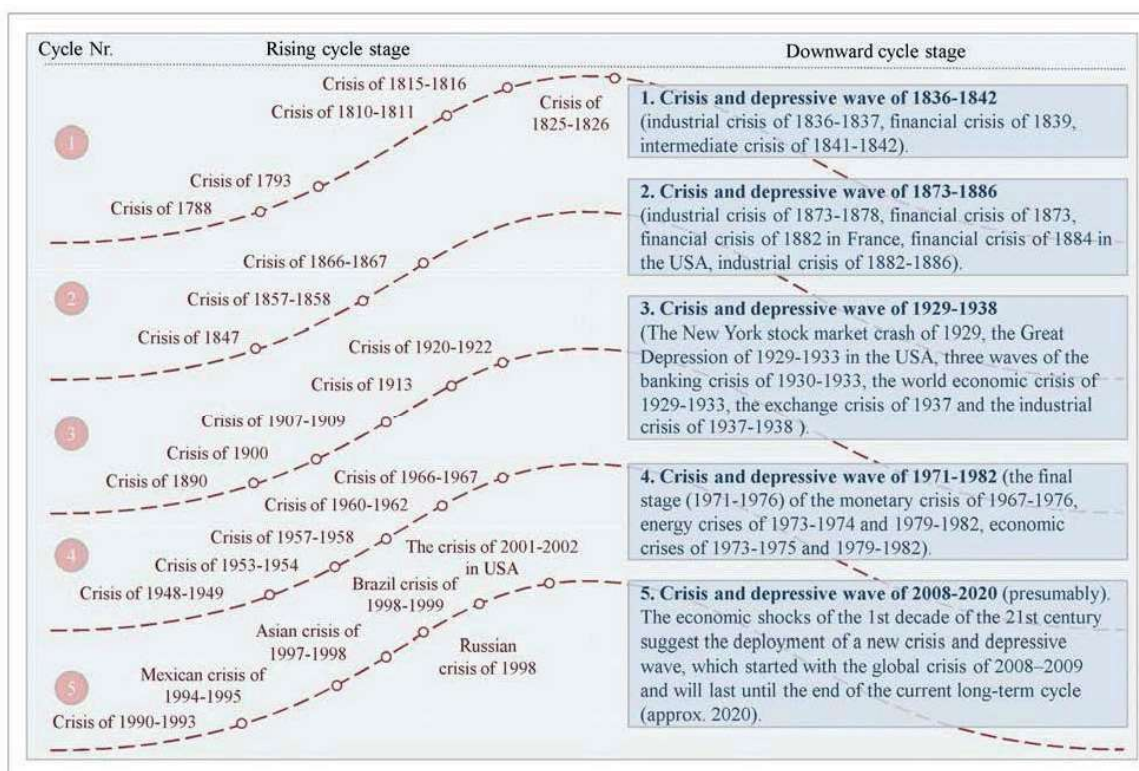 Cycle Nr.
Rising cycle stage
Downward cycle stage
1
Crisis of 1815-1816
Crisis of 1810-1811
Crisis of
1825-1826
Crisis of 1793
Crisis of 1788
1. Crisis and depressive wave of 1836-1842
(industrial crisis of 1836-1837, financial crisis of 1839,
intermediate crisis of 1841-1842).
2
Crisis of 1866-1867
Crisis of 1857-1858
Crisis of 1847
2. Crisis and depressive wave of 1873-1886
(industrial crisis of 1873-1878, financial crisis of 1873,
financial crisis of 1882 in France, financial crisis of 1884 in
the USA, industrial crisis of 1882-1886).
3
Crisis of 1920-1922
Crisis of 1913
Crisis of 1907-1909
Crisis of 1900
Crisis of 1890
3. Crisis and depressive wave of 1929-1938
(The New York stock market crash of 1929, the Great
Depression of 1929-1933 in the USA, three waves of the
banking crisis of 1930-1933, the world economic crisis of
1929-1933, the exchange crisis of 1937 and the industrial
crisis of 1937-1938 ).
4
Crisis of 1966-1967
Crisis of 1960-1962
Crisis of 1957-1958
Crisis of 1953-1954
Crisis of 1948-1949
4. Crisis and depressive wave of 1971-1982 (the final
stage (1971-1976) of the monetary crisis of 1967-1976,
energy crises of 1973-1974 and 1979-1982, economic
crises of 1973-1975 and 1979-1982).
5
The crisis of 2001-2002
in USA
Brazil crisis of
1998-1999
Russian
crisis of 1998
Asian crisis of
1997-1998
Mexican crisis of
1994-1995
Crisis of 1990-1993
5. Crisis and depressive wave of 2008-2020 (presumably).
The economic shocks of the 1st decade of the 21st century
suggest the deployment of a new crisis and depressive
wave, which started with the global crisis of 2008–2009
and will last until the end of the current long-term cycle
(approx. 2020).